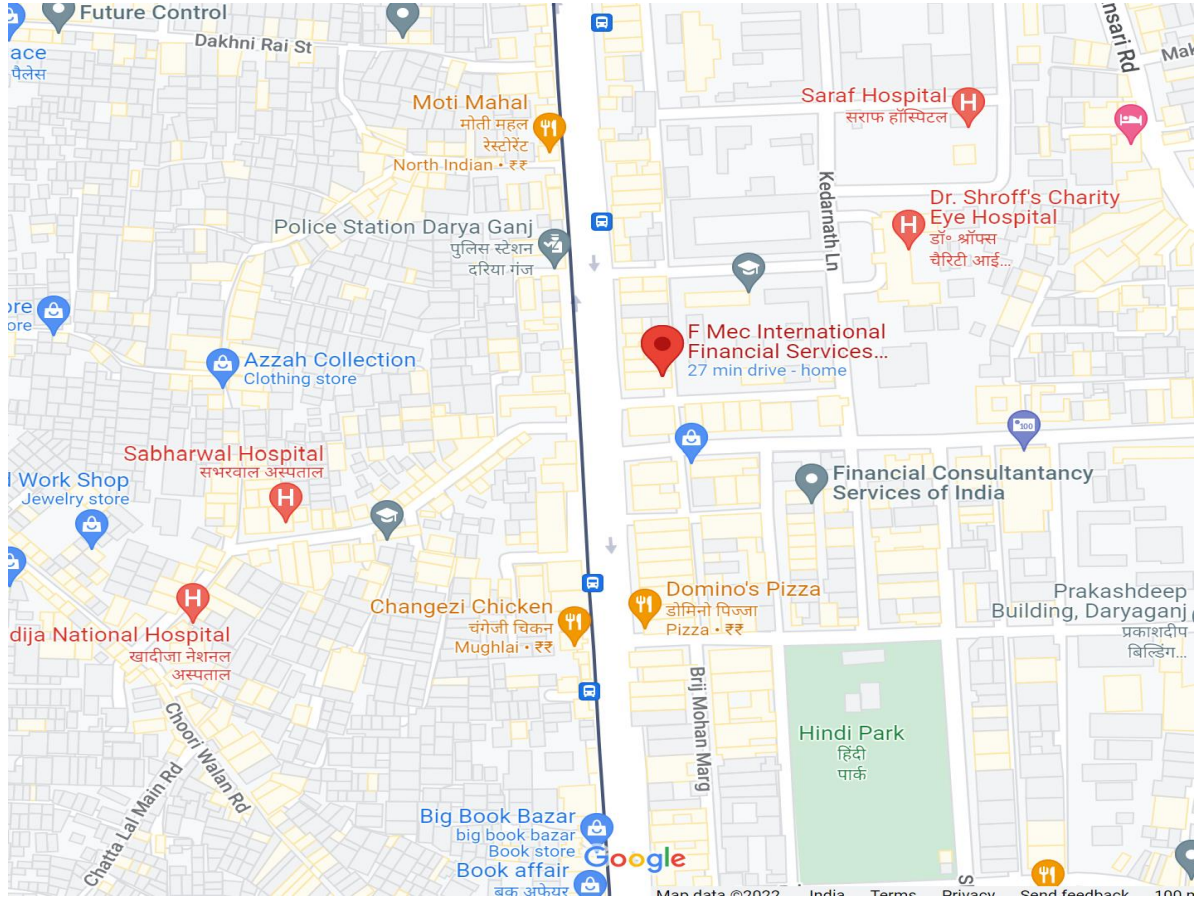 Future Control
Dakhni Rai St
ace
पैलेस
Moti Mahal
मोती महल
रेस्टोरेंट
North Indian • ₹₹
nsari Rd
Mak
Saraf Hospital
सराफ हॉस्पिटल
Kedarnath Ln
Dr. Shroff's Charity
Eye Hospital
डॉ० श्रॉफ्स
चैरिटी आई...
Police Station Darya Ganj
पुलिस स्टेशन
दरिया गंज
ore
ore
F Mec International
Financial Services...
27 min drive - home
Azzah Collection
Clothing store
Sabharwal Hospital
सभरवाल अस्पताल
l Work Shop
Jewelry store
Financial Consultantancy
Services of India
Domino's Pizza
डोमिनो पिज्जा
Pizza • ₹₹
Changezi Chicken
चंगेजी चिकन
Mughlai • ₹₹
Prakashdeep
Building, Daryaganj
प्रकाशदीप
बिल्डिंग...
dija National Hospital
खादीजा नेशनल
अस्पताल
Brij Mohan Marg
Choori Walan Rd
Chatta Lal Main Rd
Hindi Park
हिंदी
पार्क
Big Book Bazar
big book bazar
Book store
Book affair
बुक अफेयर
Google
Map data ©2022 India Terms Privacy Send feedback 100 m